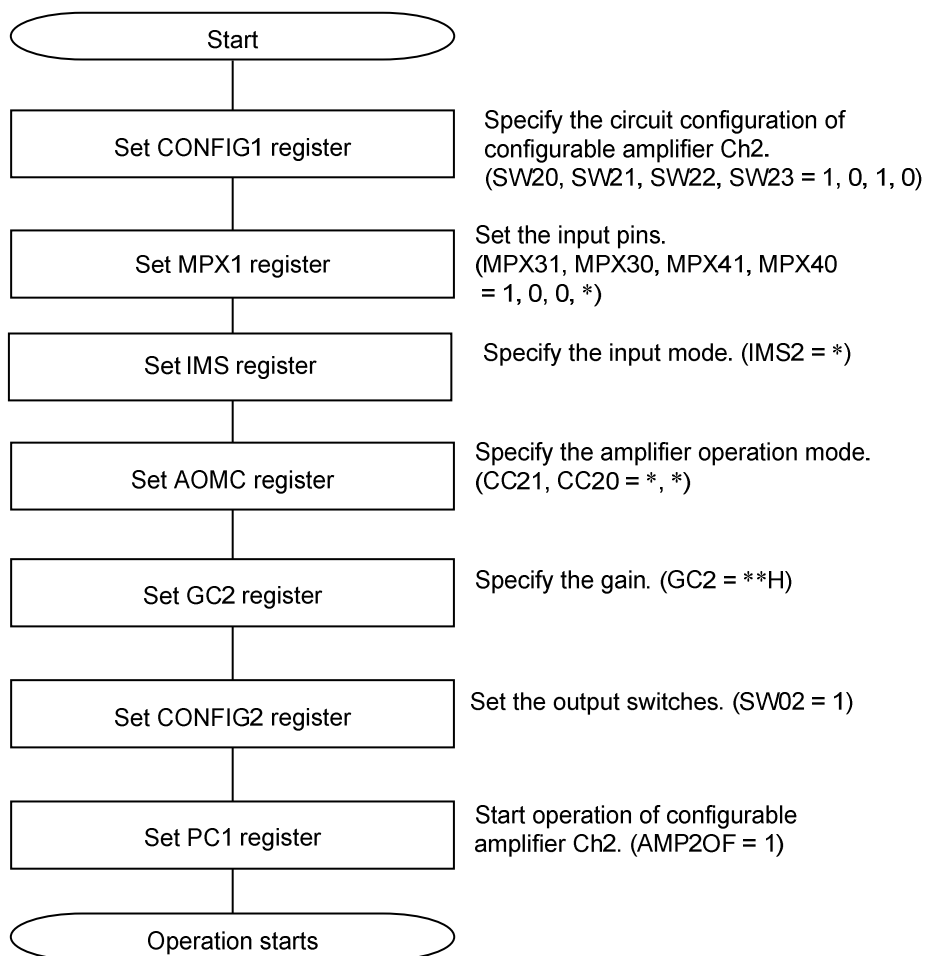 Start
Set CONFIG1 register
Specify the circuit configuration of
configurable amplifier Ch2.
(SW20, SW21, SW22, SW23 = 1, 0, 1, 0)
Set MPX1 register
Set the input pins.
(MPX31, MPX30, MPX41, MPX40
= 1, 0, 0, *)
Set IMS register
Specify the input mode. (IMS2 = *)
Set AOMC register
Specify the amplifier operation mode.
(CC21, CC20 = *, *)
Set GC2 register
Specify the gain. (GC2 = **H)
Set CONFIG2 register
Set the output switches. (SW02 = 1)
Set PC1 register
Start operation of configurable
amplifier Ch2. (AMP2OF = 1)
Operation starts